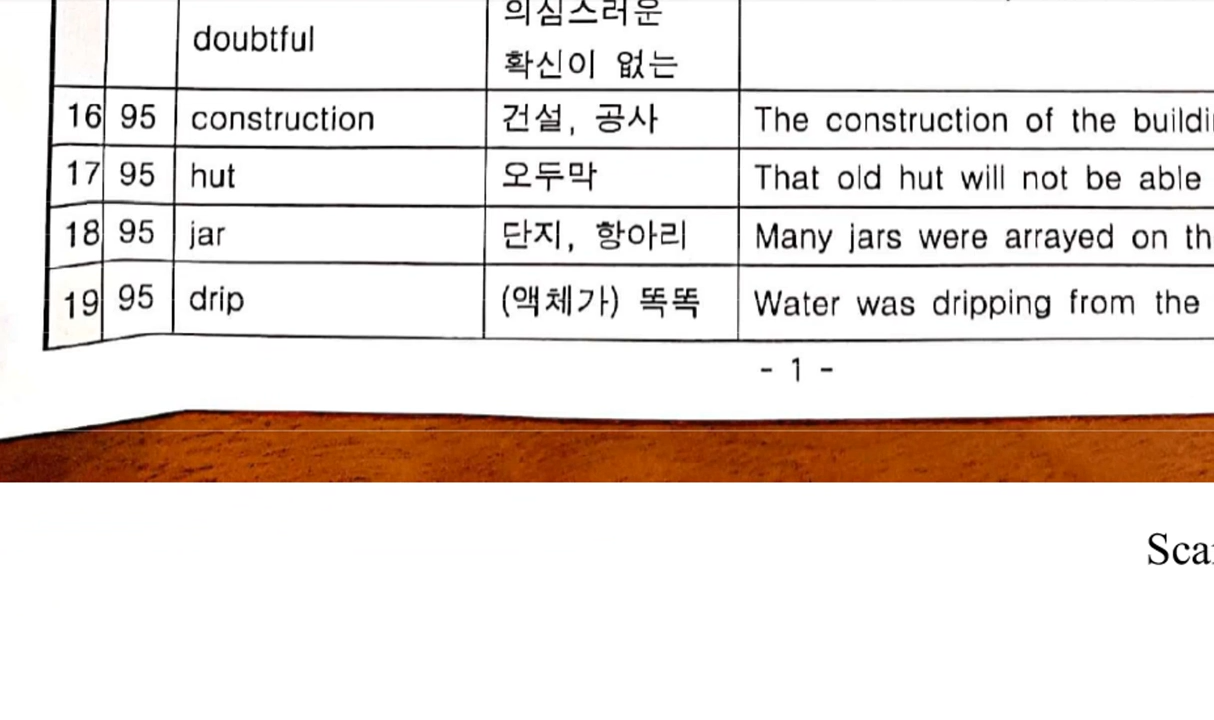 의심스러운
doubtful
확신이 없는
16 95 construction 건설, 공사 The construction of the
17 95 hut 오두막 That old hut will not be able
18 95 jar 단지, 항아리 Many jars were arrayed on
19 95 drip (액체가) 똑똑 Water was dripping from the
- 1 -